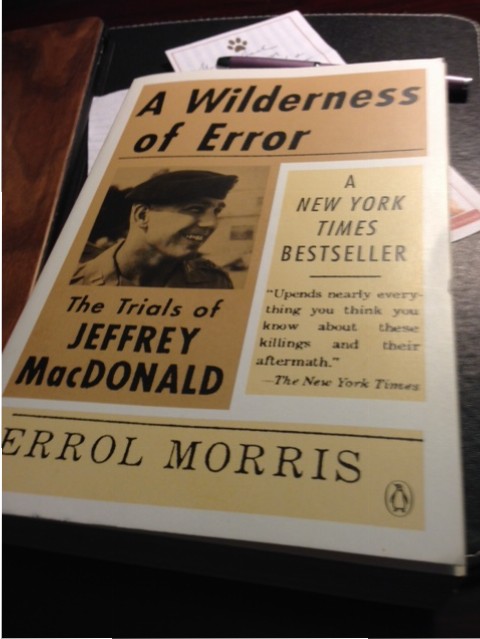 A Wilderness
of Error
A
NEW YORK
TIMES
BESTSELLER
"Upends nearly every-
thing you think you
know about these
killings and their
aftermath."
—The New York Times
The Trials of
JEFFREY
MacDONALD
ERROL MORRIS